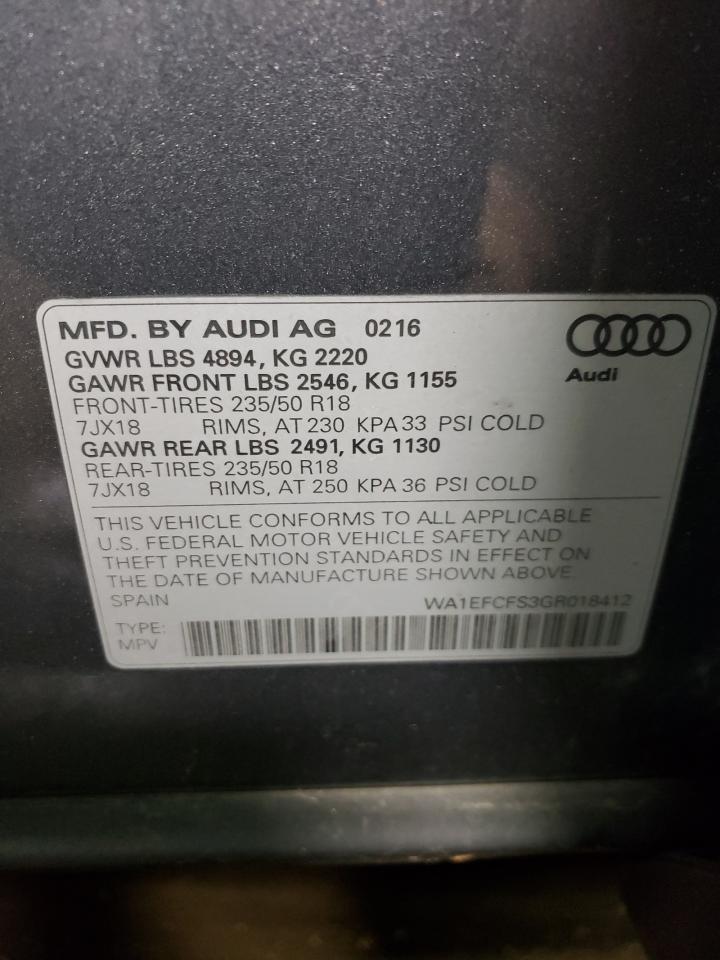 MFD. BY AUDI AG 0216
GVWR LBS 4894, KG 2220
GAWR FRONT LBS 2546, KG 1155
FRONT-TIRES 235/50 R18
7JX18 RIMS, AT 230 KPA 33 PSI COLD
GAWR REAR LBS 2491, KG 1130
REAR-TIRES 235/50 R18
7JX18 RIMS, AT 250 KPA 36 PSI COLD
Audi
THIS VEHICLE CONFORMS TO ALL APPLICABLE
U.S. FEDERAL MOTOR VEHICLE SAFETY AND
THEFT PREVENTION STANDARDS IN EFFECT ON
THE DATE OF MANUFACTURE SHOWN ABOVE.
SPAIN WA1EFCFS3GR018412
TYPE:
MPV